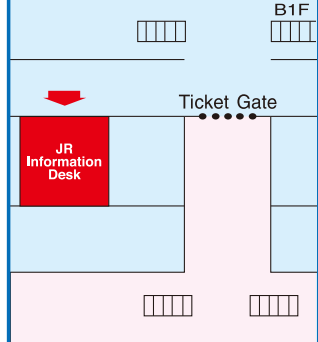 B1F
Ticket Gate
JR
Information
Desk